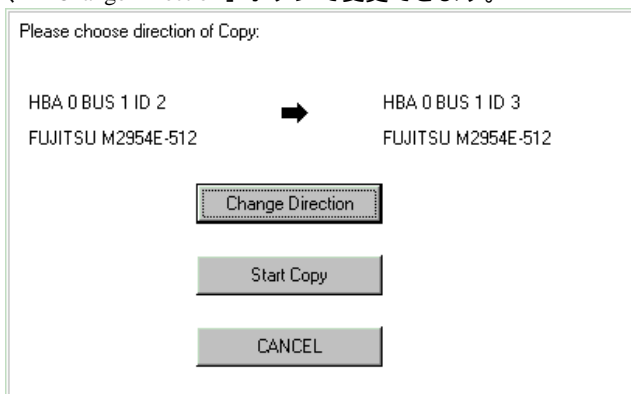 Please choose direction of Copy:
HBA 0 BUS 1 ID 2 ➡ HBA 0 BUS 1 ID 3
FUJITSU M2954E-512 FUJITSU M2954E-512
Change Direction
Start Copy
CANCEL